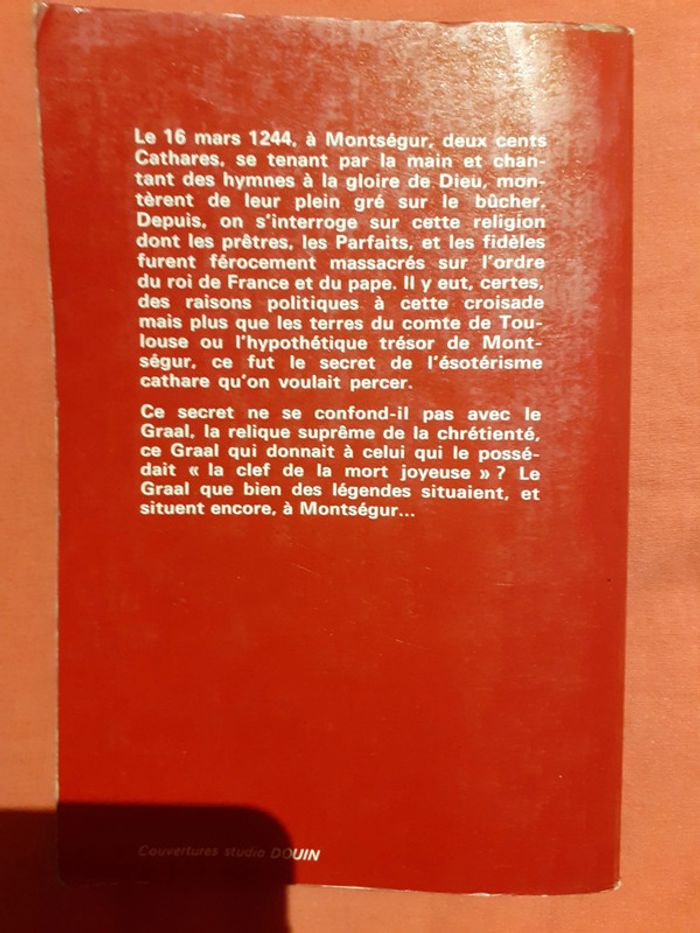 Le 16 mars 1244, à Montségur, deux cents
Cathares, se tenant par la main et chan-
tant des hymnes à la gloire de Dieu, mon-
tèrent de leur plein gré sur le bûcher.
Depuis, on s'interroge sur cette religion
dont les prêtres, les Parfaits, et les fidèles
furent férocement massacrés sur l'ordre
du roi de France et du pape. Il y eut, certes,
des raisons politiques à cette croisade
mais plus que les terres du comte de Tou-
louse ou l'hypothétique trésor de Mont-
ségur, ce fut le secret de l'ésotérisme
cathare qu'on voulait percer.
Ce secret ne se confond-il pas avec le
Graal, la relique suprême de la chrétienté,
ce Graal qui donnait à celui qui le possé-
dait « la clef de la mort joyeuse » ? Le
Graal que bien des légendes situaient, et
situent encore, à Montségur...
Couvertures studio DOUIN